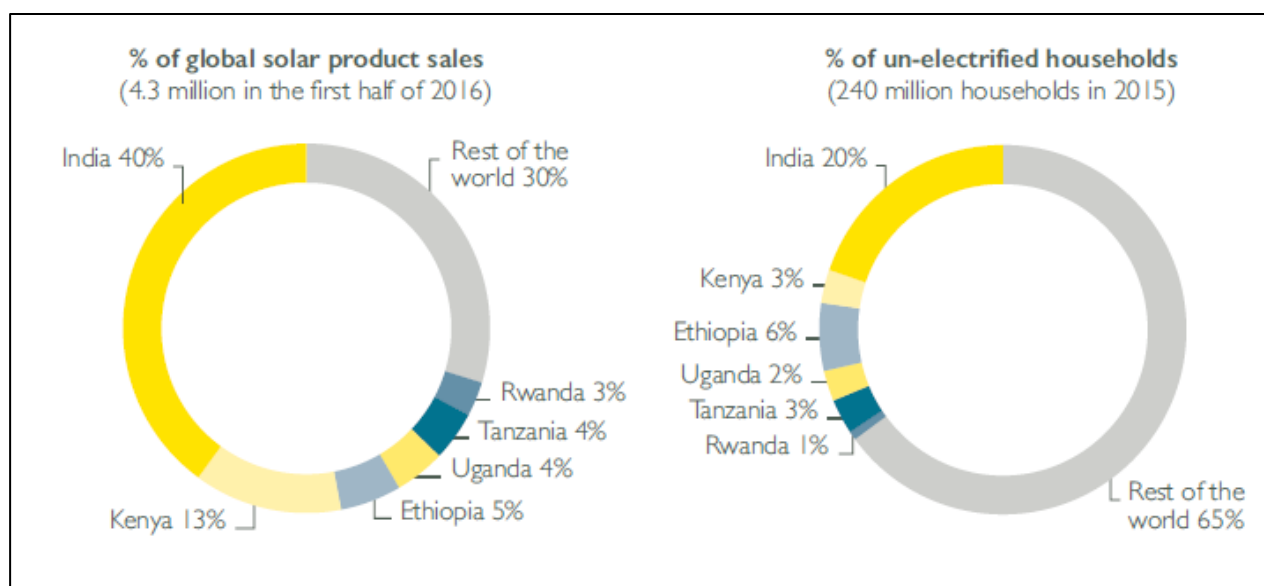 % of global solar product sales
(4.3 million in the first half of 2016)
India 40%
Rest of the
world 30%
Rwanda 3%
Tanzania 4%
Uganda 4%
Ethiopia 5%
Kenya 13%
% of un-electrified households
(240 million households in 2015)
India 20%
Kenya 3%
Ethiopia 6%
Uganda 2%
Tanzania 3%
Rwanda 1%
Rest of the
world 65%